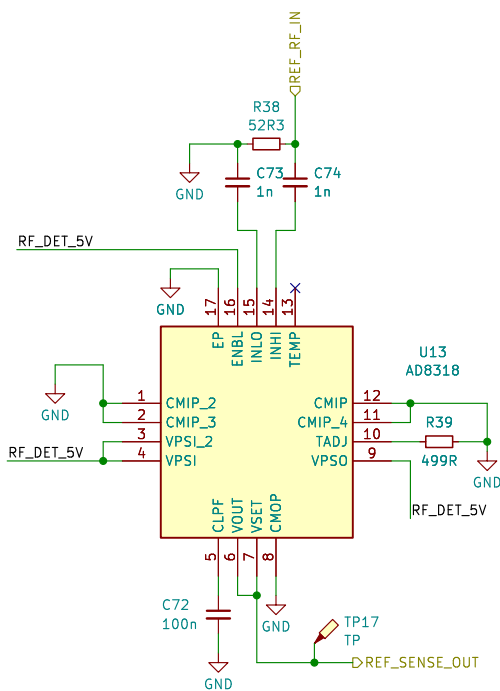 REF_RF_IN
R38
52R3
C73
1n
C74
1n
GND
RF_DET_5V
GND
17
16
15
14
13
EP
ENBL
INLO
INHI
TEMP
U13
AD8318
GND
1
CMIP_2
2
CMIP_3
3
VPSI_2
4
VPSI
RF_DET_5V
12
CMIP
11
CMIP_4
10
TADJ
9
VPSO
R39
499R
GND
RF_DET_5V
CLPF
VOUT
VSET
CMOP
5
6
7
8
C72
100n
GND
GND
TP17
TP
REF_SENSE_OUT